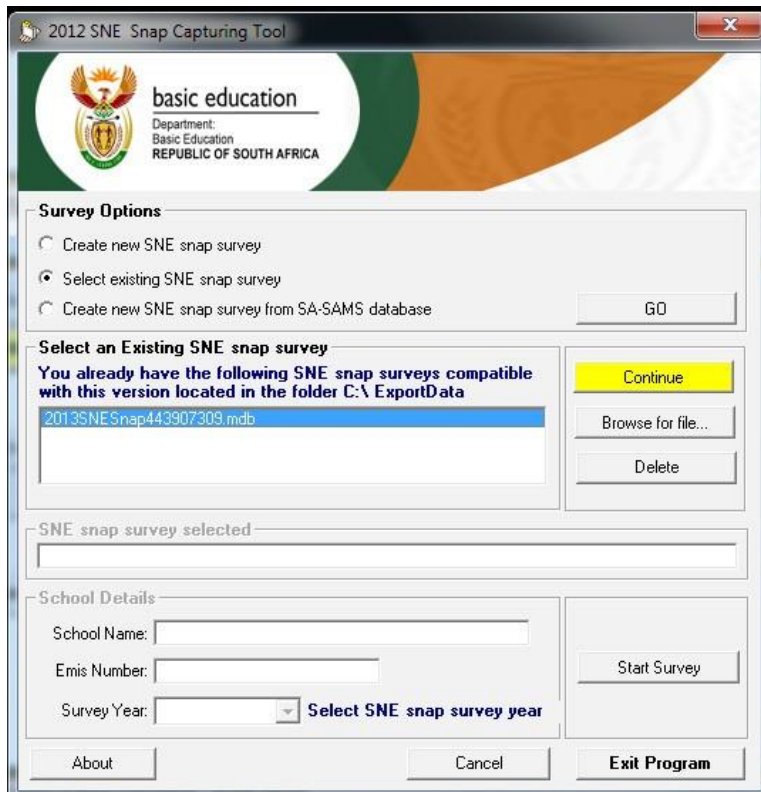 2012 SNE Snap Capturing Tool
basic education
Department:
Basic Education
REPUBLIC OF SOUTH AFRICA
Survey Options
Create new SNE snap survey
Select existing SNE snap survey
Create new SNE snap survey from SA-SAMS database
GO
Select an Existing SNE snap survey
You already have the following SNE snap surveys compatible
with this version located in the folder C:\ ExportData
2013SNESnap443907309.mdb
Continue
Browse for file...
Delete
SNE snap survey selected
School Details
School Name:
Emis Number:
Survey Year:
Select SNE snap survey year
Start Survey
About
Cancel
Exit Program